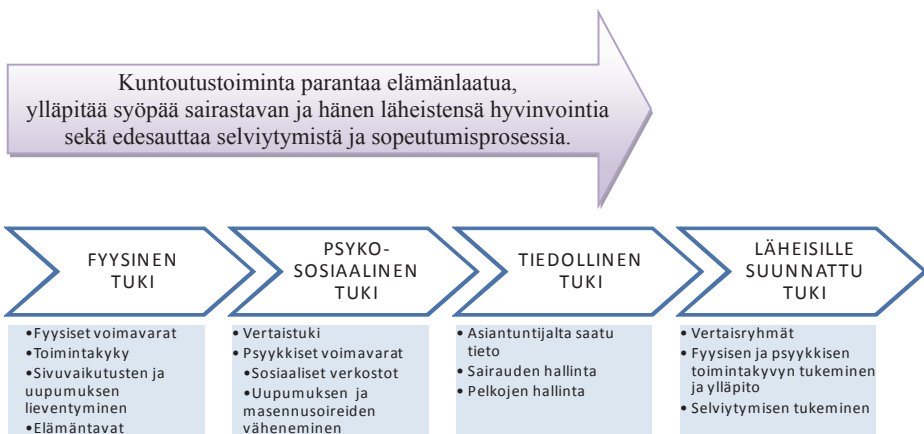 Kuntoutustoiminta parantaa elämänlaatua,
ylläpitää syöpää sairastavan ja hänen läheistensä hyvinvointia
sekä edesauttaa selviytymistä ja sopeutumisprosessia.
FYYSINEN
TUKI
•Fyysiset voimavarat
•Toimintakyky
•Sivuvaikutusten ja
uupumuksen
lieventyminen
•Elämäntavat
PSYKO-
SOSIAALINEN
TUKI
• Vertaistuki
• Psyykkiset voimavarat
•Sosiaaliset verkostot
•Uupumuksen ja
masennusoireiden
väheneminen
TIEDOLLINEN
TUKI
• Asiantuntijalta saatu
tieto
• Sairauden hallinta
• Pelkojen hallinta
LÄHEISILLE
SUUNNATTU
TUKI
• Vertaisryhmät
• Fyysisen ja psyykkisen
toimintakyvyn tukeminen
ja ylläpito
• Selviytymisen tukeminen